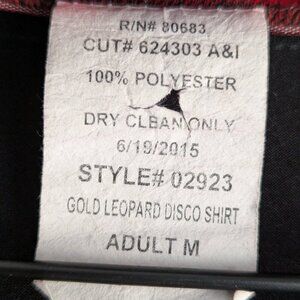 R/N# 80683
CUT# 624303 A&I
100% POLYESTER
DRY CLEAN ONLY
6/19/2015
STYLE# 02923
GOLD LEOPARD DISCO SHIRT
ADULT M